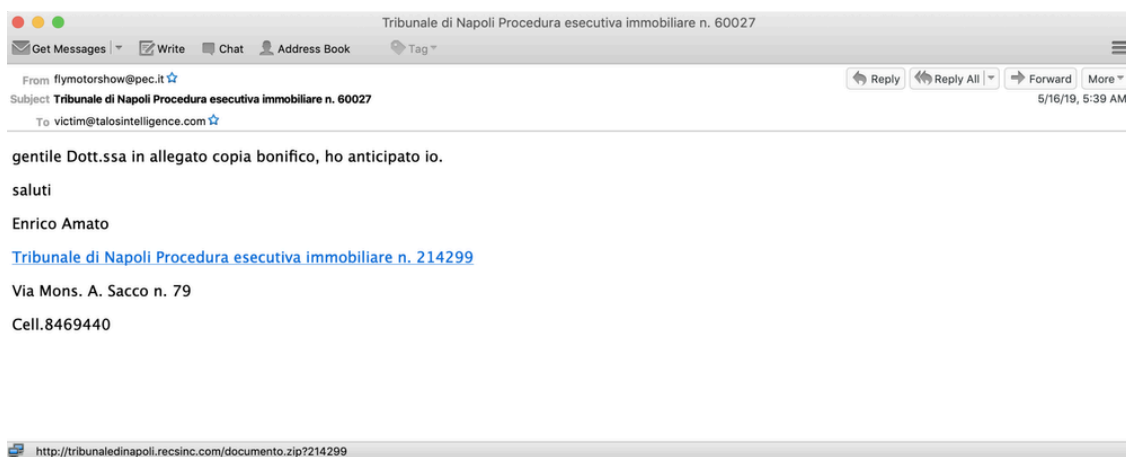 Tribunale di Napoli Procedura esecutiva immobiliare n. 60027
Get Messages Write Chat Address Book Tag
From flymotorshow@pec.it Reply Reply All Forward More
Subject Tribunale di Napoli Procedura esecutiva immobiliare n. 60027 5/16/19, 5:39 AM
To victim@talosintelligence.com
gentile Dott.ssa in allegato copia bonifico, ho anticipato io.
saluti
Enrico Amato
Tribunale di Napoli Procedura esecutiva immobiliare n. 214299
Via Mons. A. Sacco n. 79
Cell.8469440
http://tribunaledinapoli.recsinc.com/documento.zip?214299